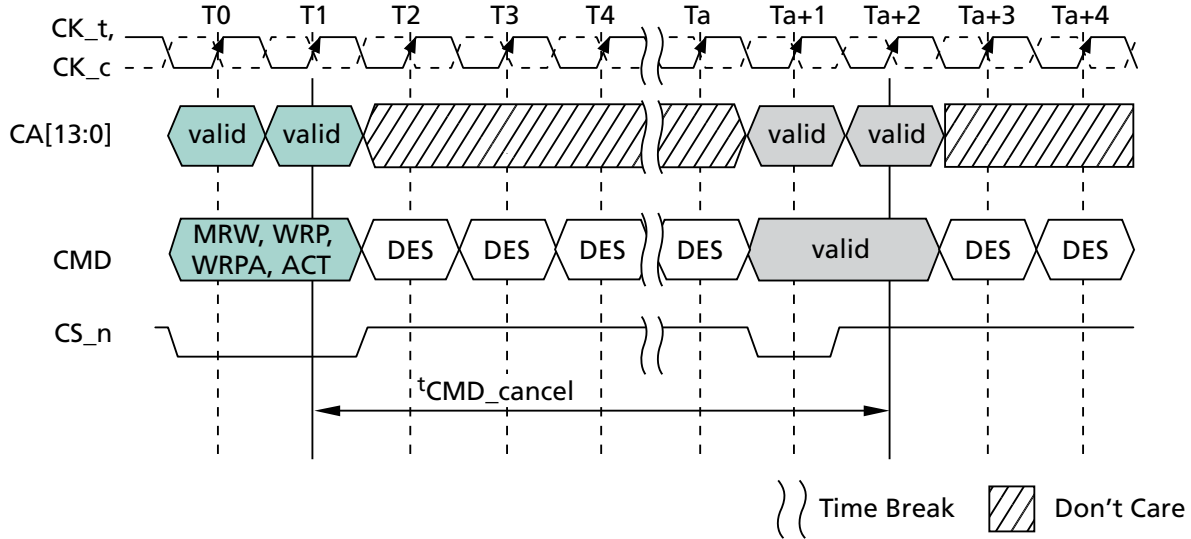 T0 T1 T2 T3 T4 Ta Ta+1 Ta+2 Ta+3 Ta+4
CK_t,
CK_c
CA[13:0] valid valid valid valid
CMD MRW, WRP, WRPA, ACT DES DES DES DES valid DES DES
CS_n
tCMD_cancel
Time Break Don't Care